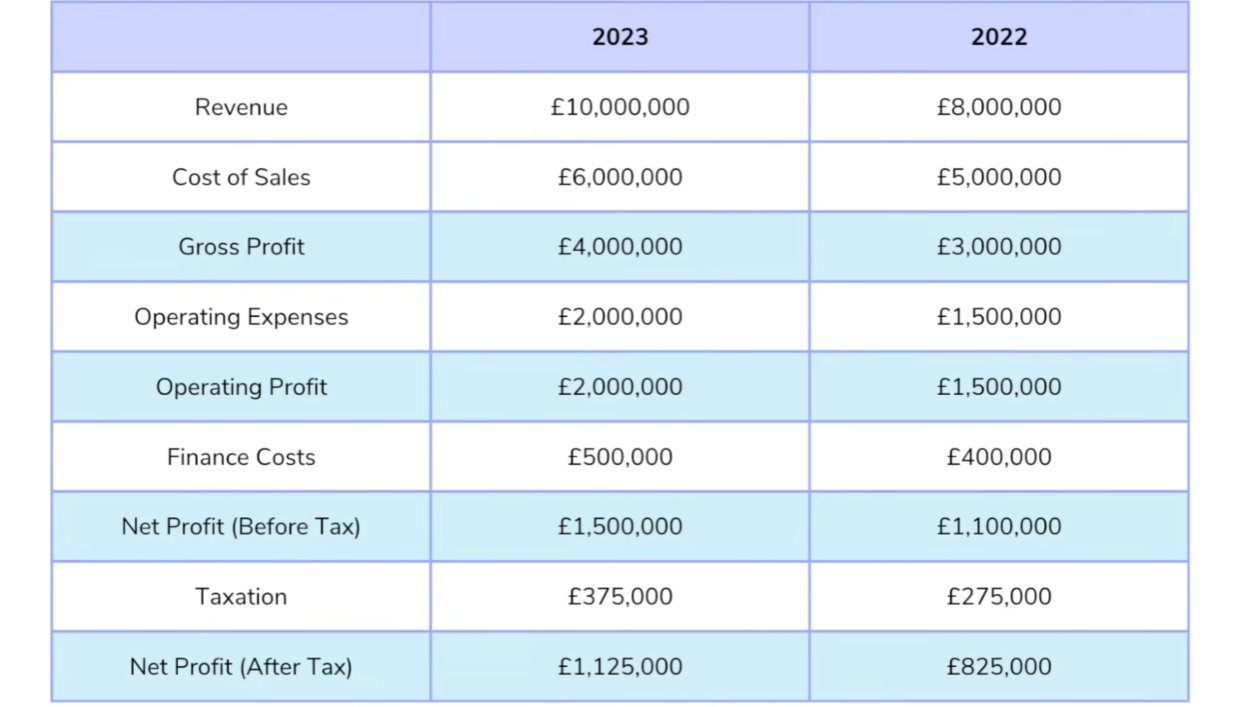 2023 2022
Revenue £10,000,000 £8,000,000
Cost of Sales £6,000,000 £5,000,000
Gross Profit £4,000,000 £3,000,000
Operating Expenses £2,000,000 £1,500,000
Operating Profit £2,000,000 £1,500,000
Finance Costs £500,000 £400,000
Net Profit (Before Tax) £1,500,000 £1,100,000
Taxation £375,000 £275,000
Net Profit (After Tax) £1,125,000 £825,000